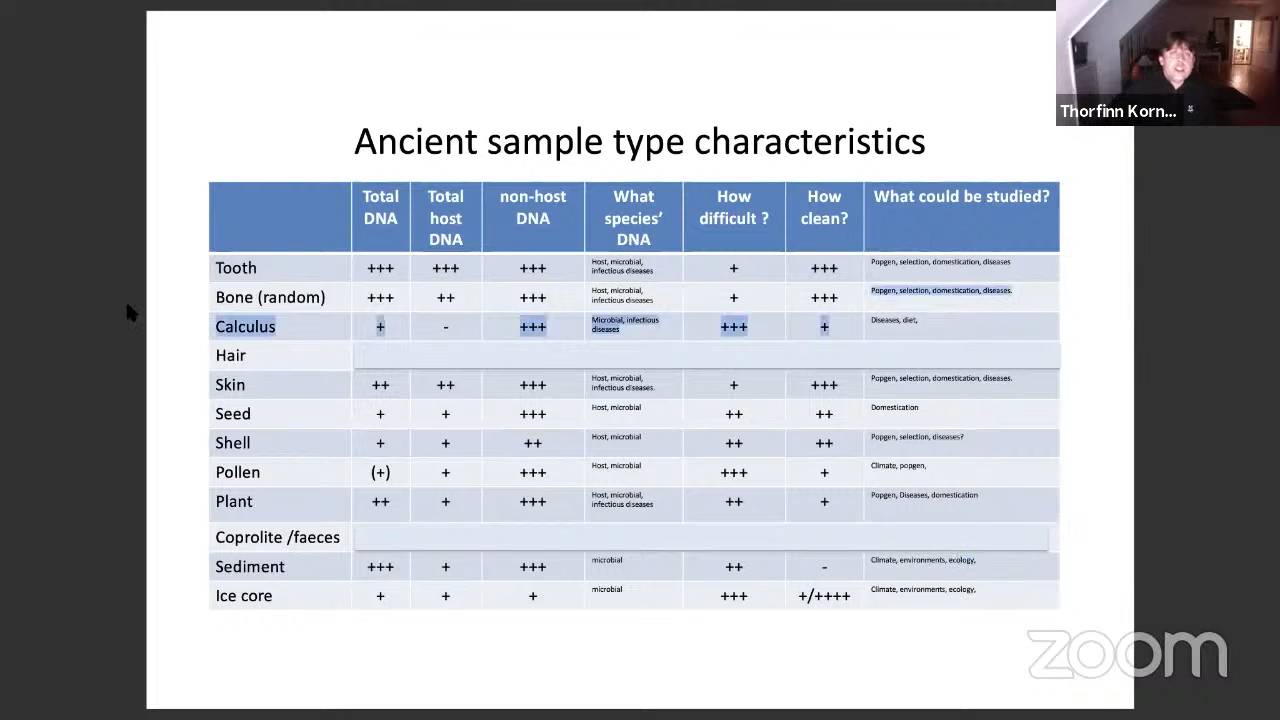 Thorfinn Korn...
Ancient sample type characteristics
Total DNA
Total host DNA
non-host DNA
What species' DNA
How difficult ?
How clean?
What could be studied?
Tooth +++ +++ +++ Host, microbial, infectious diseases + +++ Popgen, selection, domestication, diseases
Bone (random) +++ ++ +++ Host, microbial, infectious diseases + +++ Popgen, selection, domestication, diseases.
Calculus + - +++ Microbial, infectious diseases +++ + Diseases, diet,
Hair
Skin ++ ++ +++ Host, microbial, infectious diseases. + +++ Popgen, selection, domestication, diseases.
Seed + + +++ Host, microbial ++ ++ Domestication
Shell + + ++ Host, microbial ++ ++ Popgen, selection, diseases?
Pollen (+) + +++ Host, microbial +++ + Climate, popgen,
Plant ++ + +++ Host, microbial, infectious diseases ++ + Popgen, Diseases, domestication
Coprolite /faeces
Sediment +++ + +++ microbial ++ - Climate, environments, ecology,
Ice core + + + microbial +++ +/++++ Climate, environments, ecology,
zoom